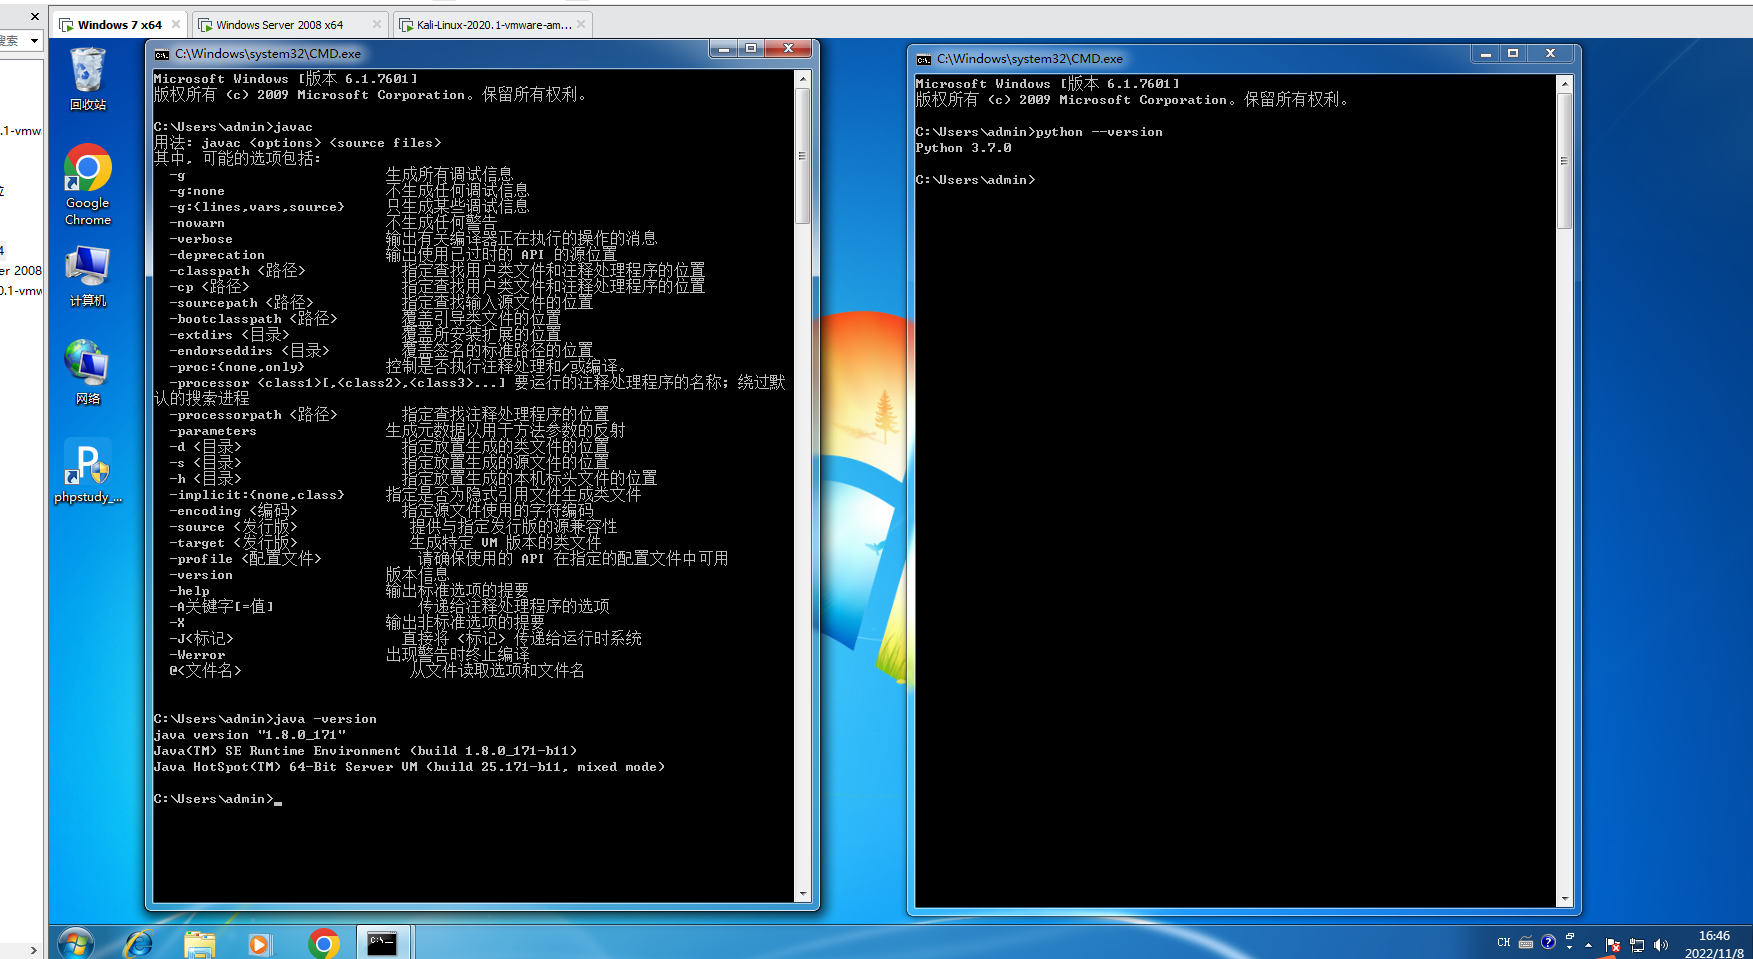 Windows 7 x64
Windows Server 2008 x64
Kali-Linux-2020.1-vmware-am...
搜索
.1-vmw
er 2008
0.1-vmw
回收站
Google
Chrome
计算机
网络
phpstudy_...
C:\Windows\system32\CMD.exe
Microsoft Windows [版本 6.1.7601]
版权所有 (c) 2009 Microsoft Corporation。保留所有权利。
C:\Users\admin>javac
用法: javac <options> <source files>
其中, 可能的选项包括:
-g 生成所有调试信息
-g:none 不生成任何调试信息
-g:{lines,vars,source} 只生成某些调试信息
-nowarn 不生成任何警告
-verbose 输出有关编译器正在执行的操作的消息
-deprecation 输出使用已过时的 API 的源位置
-classpath <路径> 指定查找用户类文件和注释处理程序的位置
-cp <路径> 指定查找用户类文件和注释处理程序的位置
-sourcepath <路径> 指定查找输入源文件的位置
-bootclasspath <路径> 覆盖引导类文件的位置
-extdirs <目录> 覆盖所安装扩展的位置
-endorseddirs <目录> 覆盖签名的标准路径的位置
-proc:{none,only} 控制是否执行注释处理和/或编译。
-processor <class1>[,<class2>,<class3>...] 要运行的注释处理程序的名称; 绕过默
认的搜索进程
-processorpath <路径> 指定查找注释处理程序的位置
-parameters 生成元数据以用于方法参数的反射
-d <目录> 指定放置生成的类文件的位置
-s <目录> 指定放置生成的源文件的位置
-h <目录> 指定放置生成的本机标头文件的位置
-implicit:{none,class} 指定是否为隐式引用文件生成类文件
-encoding <编码> 指定源文件使用的字符编码
-source <发行版> 提供与指定发行版的源兼容性
-target <发行版> 生成特定 VM 版本的类文件
-profile <配置文件> 请确保使用的 API 在指定的配置文件中可用
-version 版本信息
-help 输出标准选项的提要
-A关键字[=值] 传递给注释处理程序的选项
-X 输出非标准选项的提要
-J<标记> 直接将 <标记> 传递给运行时系统
-Werror 出现警告时终止编译
@<文件名> 从文件读取选项和文件名
C:\Users\admin>java -version
java version "1.8.0_171"
Java(TM) SE Runtime Environment (build 1.8.0_171-b11)
Java HotSpot(TM) 64-Bit Server VM (build 25.171-b11, mixed mode)
C:\Users\admin>
C:\Windows\system32\CMD.exe
Microsoft Windows [版本 6.1.7601]
版权所有 (c) 2009 Microsoft Corporation。保留所有权利。
C:\Users\admin>python --version
Python 3.7.0
C:\Users\admin>
CH
16:46
2022/11/8